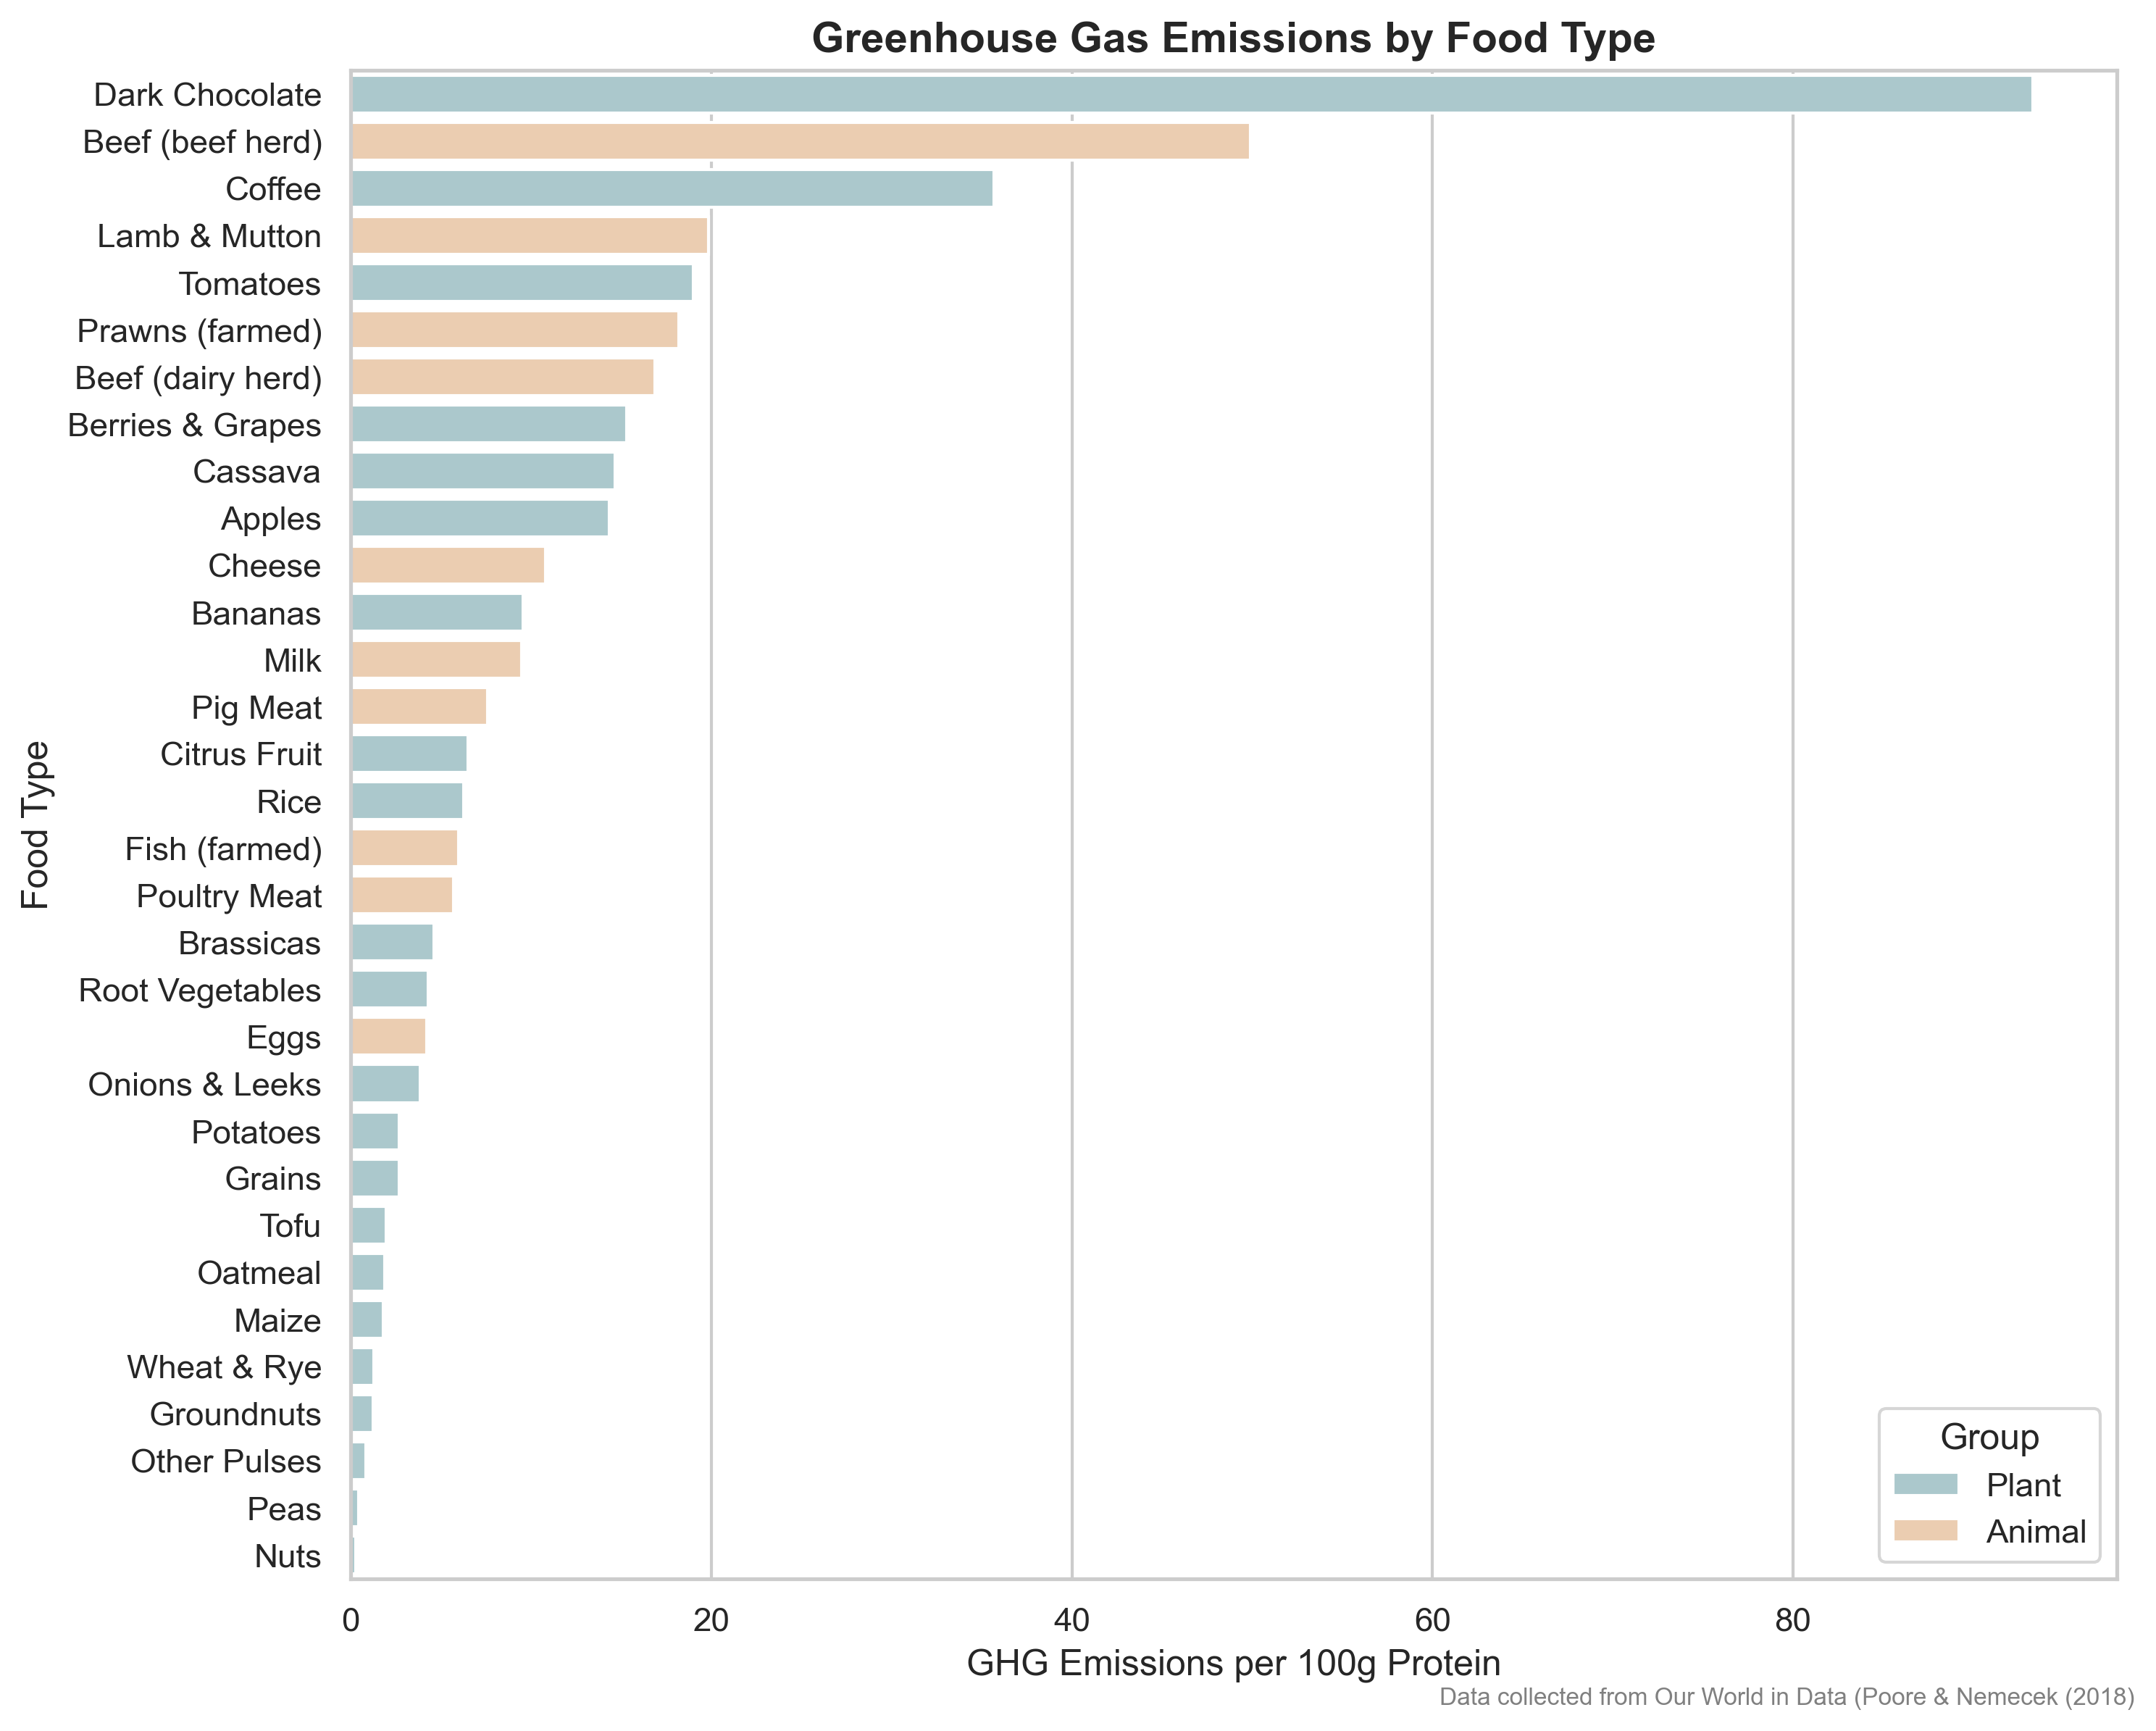 Greenhouse Gas Emissions by Food Type
Dark Chocolate
Beef (beef herd)
Coffee
Lamb & Mutton
Tomatoes
Prawns (farmed)
Beef (dairy herd)
Berries & Grapes
Cassava
Apples
Cheese
Bananas
Milk
Pig Meat
Citrus Fruit
Rice
Fish (farmed)
Poultry Meat
Brassicas
Root Vegetables
Eggs
Onions & Leeks
Potatoes
Grains
Tofu
Oatmeal
Maize
Wheat & Rye
Groundnuts
Other Pulses
Peas
Nuts
Food Type
Group
Plant
Animal
0 20 40 60 80
GHG Emissions per 100g Protein
Data collected from Our World in Data (Poore & Nemecek (2018)